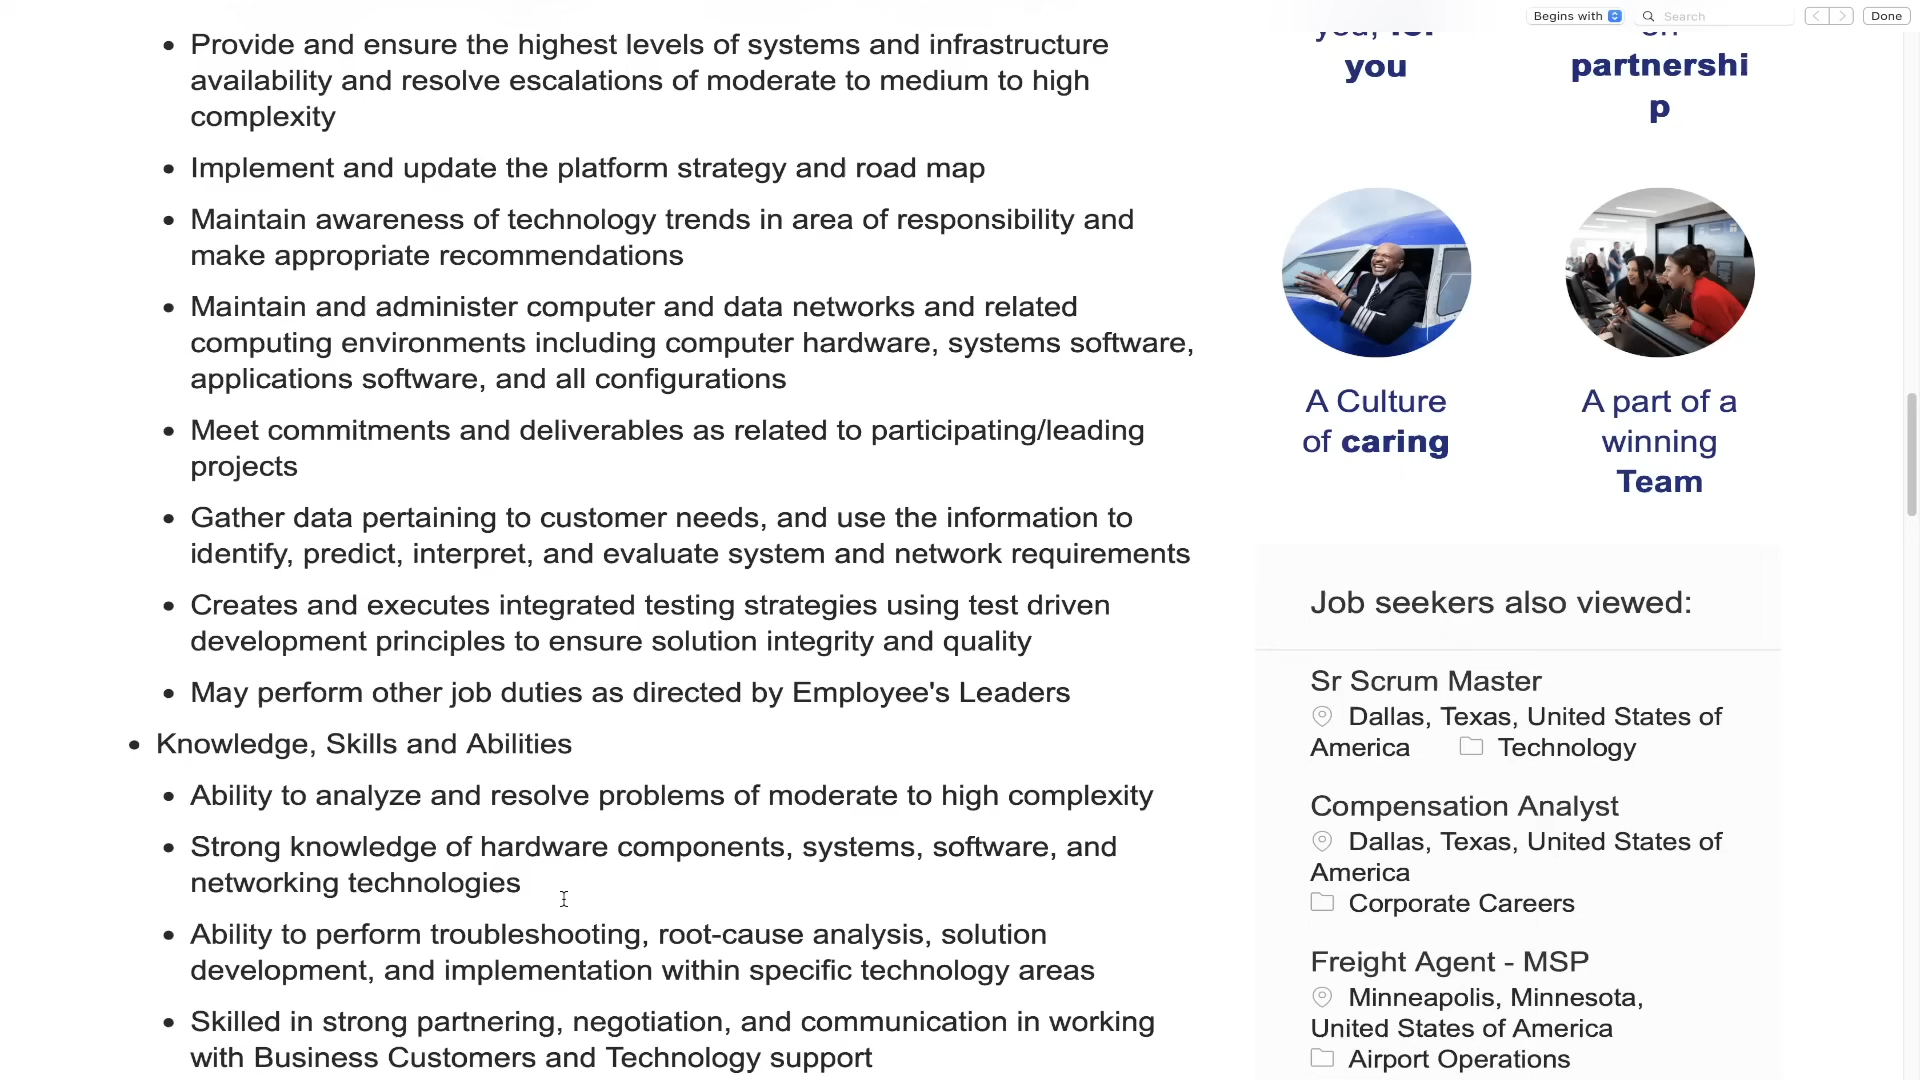 Begins with
Search
Done
Provide and ensure the highest levels of systems and infrastructure
availability and resolve escalations of moderate to medium to high
complexity
Implement and update the platform strategy and road map
Maintain awareness of technology trends in area of responsibility and
make appropriate recommendations
Maintain and administer computer and data networks and related
computing environments including computer hardware, systems software,
applications software, and all configurations
Meet commitments and deliverables as related to participating/leading
projects
Gather data pertaining to customer needs, and use the information to
identify, predict, interpret, and evaluate system and network requirements
Creates and executes integrated testing strategies using test driven
development principles to ensure solution integrity and quality
May perform other job duties as directed by Employee's Leaders
Knowledge, Skills and Abilities
Ability to analyze and resolve problems of moderate to high complexity
Strong knowledge of hardware components, systems, software, and
networking technologies
Ability to perform troubleshooting, root-cause analysis, solution
development, and implementation within specific technology areas
Skilled in strong partnering, negotiation, and communication in working
with Business Customers and Technology support
you, for
you
on
partnershi
p
A Culture
of caring
A part of a
winning
Team
Job seekers also viewed:
Sr Scrum Master
Dallas, Texas, United States of
America Technology
Compensation Analyst
Dallas, Texas, United States of
America
Corporate Careers
Freight Agent - MSP
Minneapolis, Minnesota,
United States of America
Airport Operations